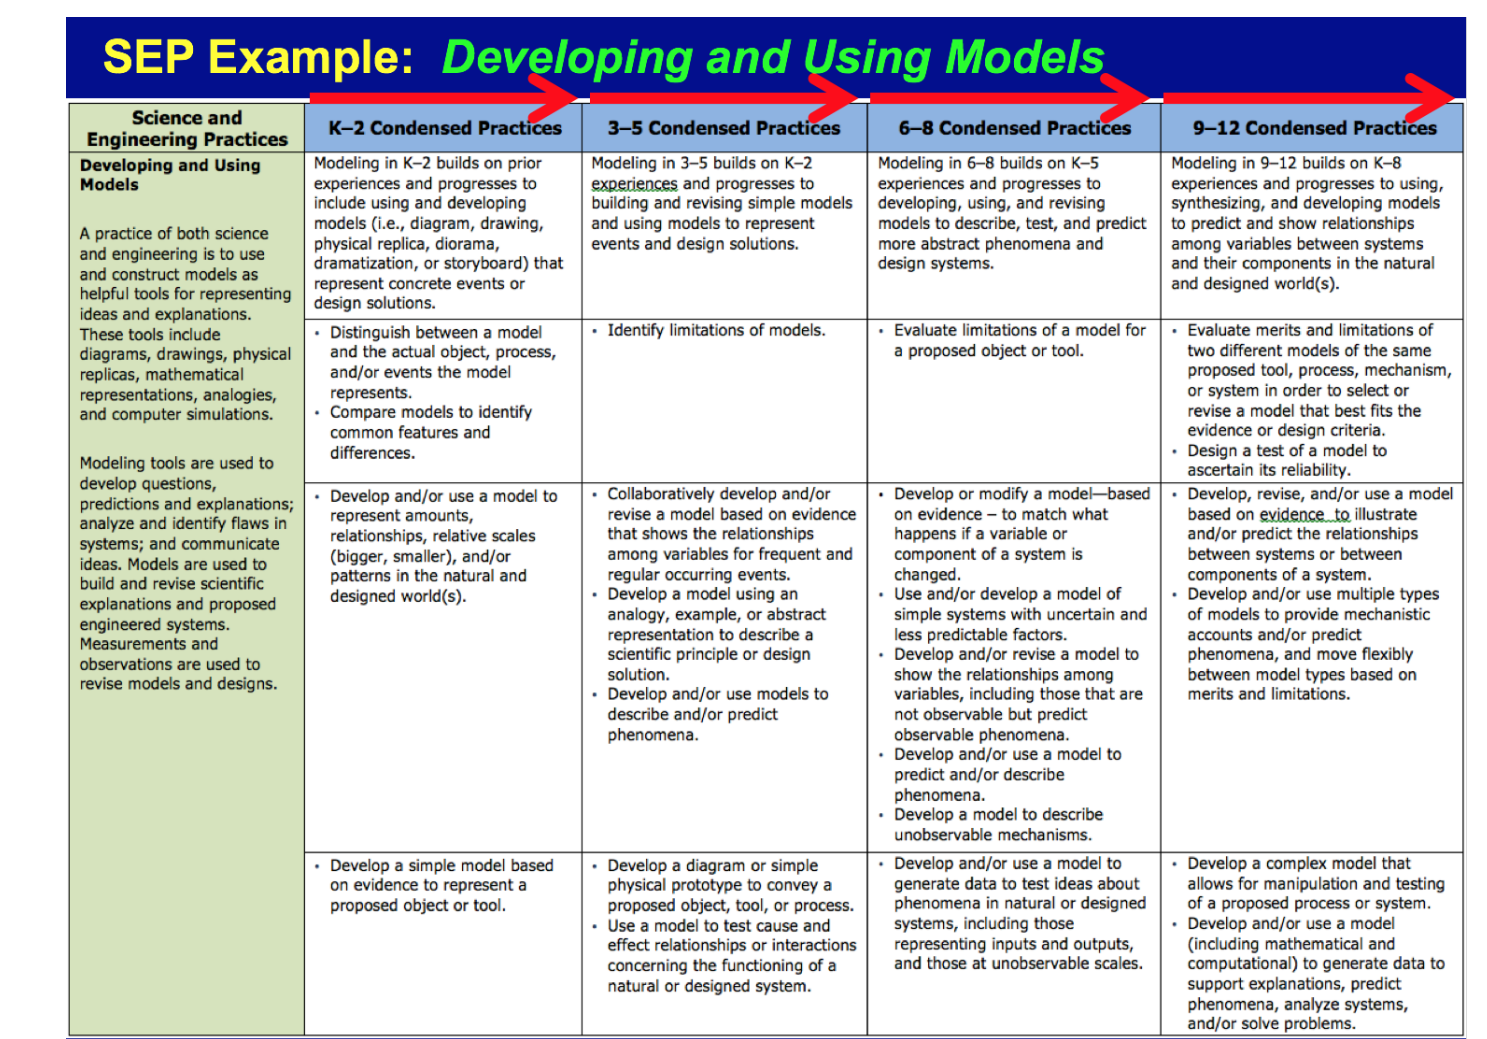 SEP Example: Developing and Using Models
Science and
Engineering Practices
K–2 Condensed Practices
3–5 Condensed Practices
6–8 Condensed Practices
9–12 Condensed Practices
Developing and Using
Models
A practice of both science
and engineering is to use
and construct models as
helpful tools for representing
ideas and explanations.
These tools include
diagrams, drawings, physical
replicas, mathematical
representations, analogies,
and computer simulations.
Modeling tools are used to
develop questions,
predictions and explanations;
analyze and identify flaws in
systems; and communicate
ideas. Models are used to
build and revise scientific
explanations and proposed
engineered systems.
Measurements and
observations are used to
revise models and designs.
Modeling in K–2 builds on prior
experiences and progresses to
include using and developing
models (i.e., diagram, drawing,
physical replica, diorama,
dramatization, or storyboard) that
represent concrete events or
design solutions.
Modeling in 3–5 builds on K–2
experiences and progresses to
building and revising simple models
and using models to represent
events and design solutions.
Modeling in 6–8 builds on K–5
experiences and progresses to
developing, using, and revising
models to describe, test, and predict
more abstract phenomena and
design systems.
Modeling in 9–12 builds on K–8
experiences and progresses to using,
synthesizing, and developing models
to predict and show relationships
among variables between systems
and their components in the natural
and designed world(s).
• Distinguish between a model
and the actual object, process,
and/or events the model
represents.
• Compare models to identify
common features and
differences.
• Identify limitations of models.
• Evaluate limitations of a model for
a proposed object or tool.
• Evaluate merits and limitations of
two different models of the same
proposed tool, process, mechanism,
or system in order to select or
revise a model that best fits the
evidence or design criteria.
• Design a test of a model to
ascertain its reliability.
• Develop and/or use a model to
represent amounts,
relationships, relative scales
(bigger, smaller), and/or
patterns in the natural and
designed world(s).
• Collaboratively develop and/or
revise a model based on evidence
that shows the relationships
among variables for frequent and
regular occurring events.
• Develop a model using an
analogy, example, or abstract
representation to describe a
scientific principle or design
solution.
• Develop and/or use models to
describe and/or predict
phenomena.
• Develop or modify a model—based
on evidence – to match what
happens if a variable or
component of a system is
changed.
• Use and/or develop a model of
simple systems with uncertain and
less predictable factors.
• Develop and/or revise a model to
show the relationships among
variables, including those that are
not observable but predict
observable phenomena.
• Develop and/or use a model to
predict and/or describe
phenomena.
• Develop a model to describe
unobservable mechanisms.
• Develop, revise, and/or use a model
based on evidence to illustrate
and/or predict the relationships
between systems or between
components of a system.
• Develop and/or use multiple types
of models to provide mechanistic
accounts and/or predict
phenomena, and move flexibly
between model types based on
merits and limitations.
• Develop a simple model based
on evidence to represent a
proposed object or tool.
• Develop a diagram or simple
physical prototype to convey a
proposed object, tool, or process.
• Use a model to test cause and
effect relationships or interactions
concerning the functioning of a
natural or designed system.
• Develop and/or use a model to
generate data to test ideas about
phenomena in natural or designed
systems, including those
representing inputs and outputs,
and those at unobservable scales.
• Develop a complex model that
allows for manipulation and testing
of a proposed process or system.
• Develop and/or use a model
(including mathematical and
computational) to generate data to
support explanations, predict
phenomena, analyze systems,
and/or solve problems.